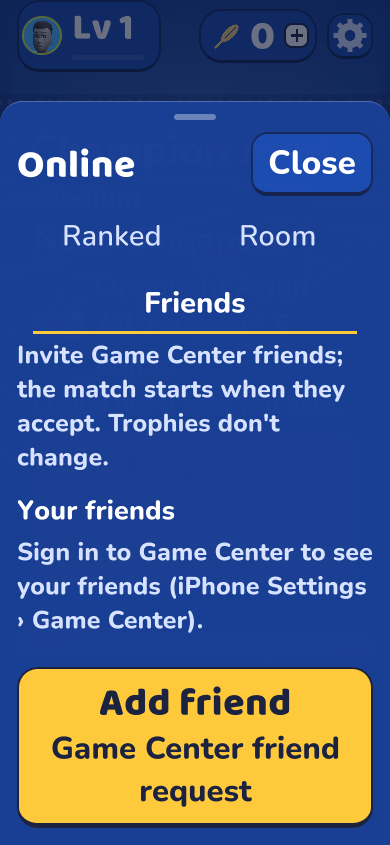 Lv 1
0
Online
Close
Ranked
Room
Friends
Invite Game Center friends;
the match starts when they
accept. Trophies don't
change.
Your friends
Sign in to Game Center to see
your friends (iPhone Settings
› Game Center).
Add friend
Game Center friend
request